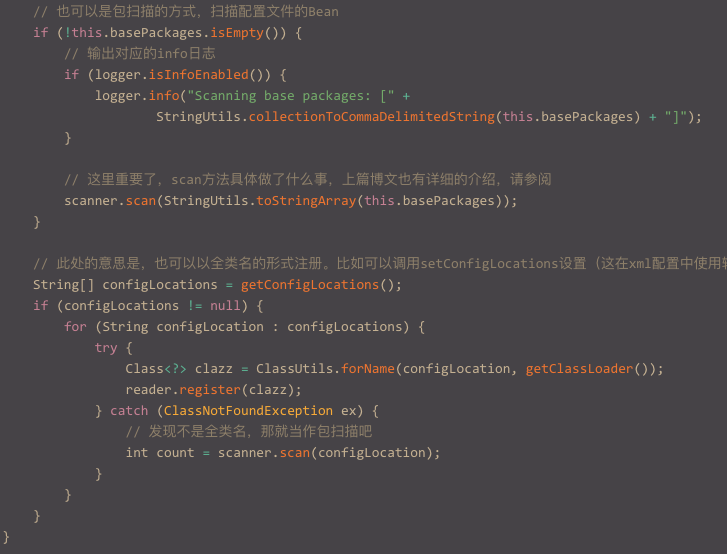 // 也可以是包扫描的方式，扫描配置文件的Bean
if (!this.basePackages.isEmpty()) {
// 输出对应的info日志
if (logger.isInfoEnabled()) {
logger.info("Scanning base packages: [" +
StringUtils.collectionToCommaDelimitedString(this.basePackages) + "]");
}
// 这里重要了，scan方法具体做了什么事，上篇博文也有详细的介绍，请参阅
scanner.scan(StringUtils.toStringArray(this.basePackages));
}
// 此处的意思是，也可以以全类名的形式注册。比如可以调用setConfigLocations设置（这在xml配置中使用
String[] configLocations = getConfigLocations();
if (configLocations != null) {
for (String configLocation : configLocations) {
try {
Class<?> clazz = ClassUtils.forName(configLocation, getClassLoader());
reader.register(clazz);
} catch (ClassNotFoundException ex) {
// 发现不是全类名，那就当作包扫描吧
int count = scanner.scan(configLocation);
}
}
}
}